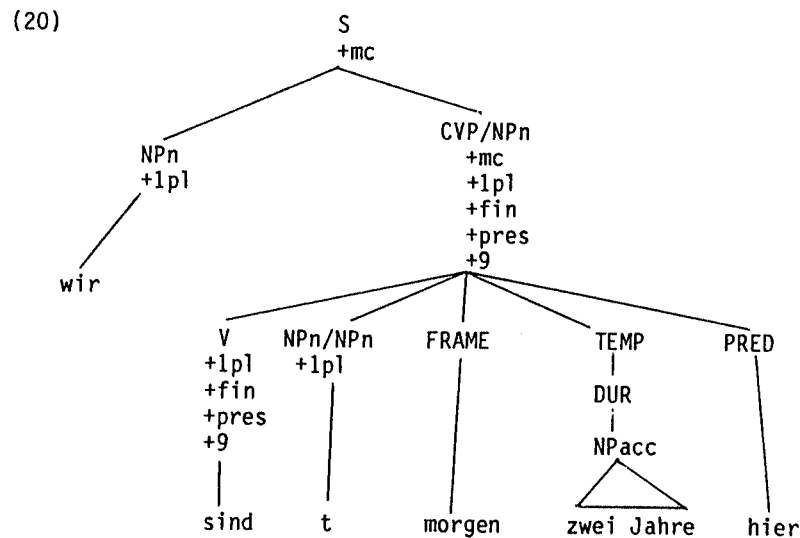 (20)
S
+mc
NPn
+1pl
CVP/NPn
+mc
+1pl
+fin
+pres
+9
wir
V NPn/NPn FRAME TEMP PRED
+1pl +1pl
+fin
+pres
+9
DUR
NPacc
sind t morgen zwei Jahre hier